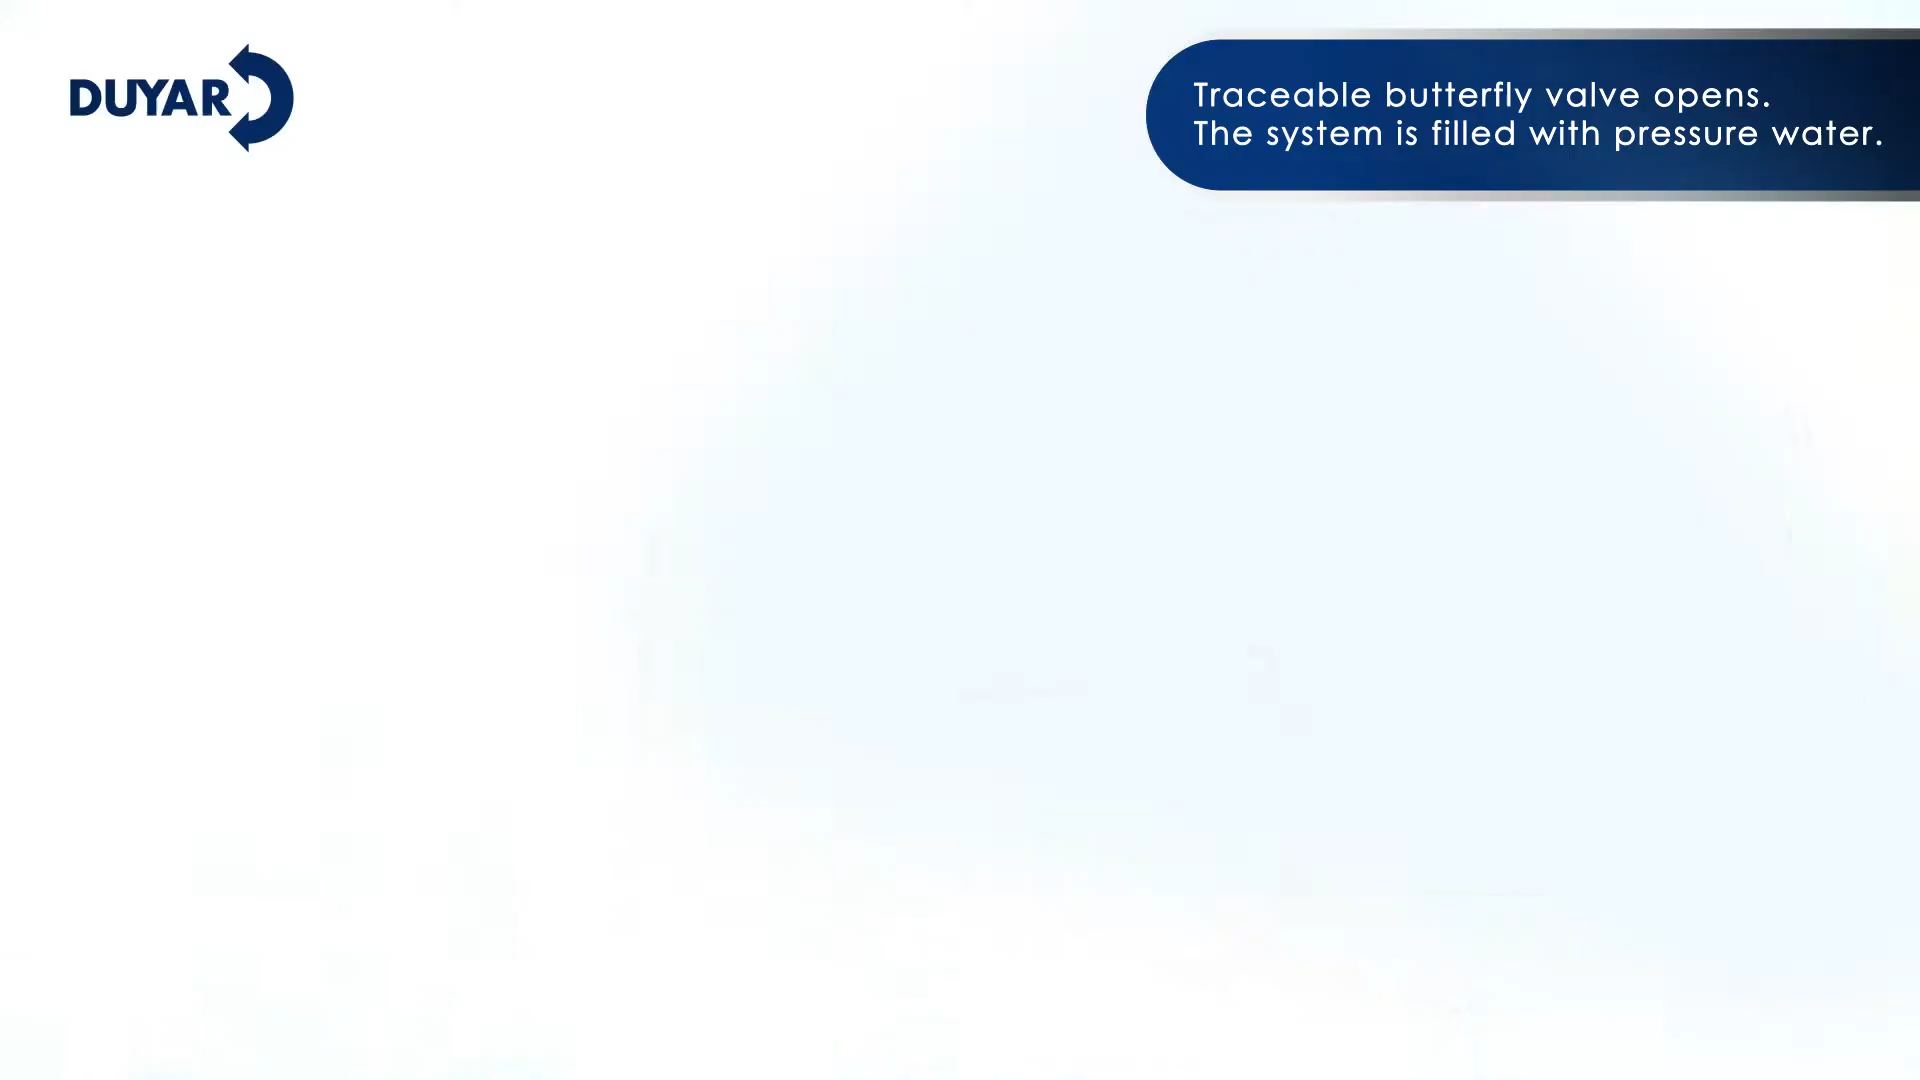 DUYAR
Traceable butterfly valve opens.
The system is filled with pressure water.